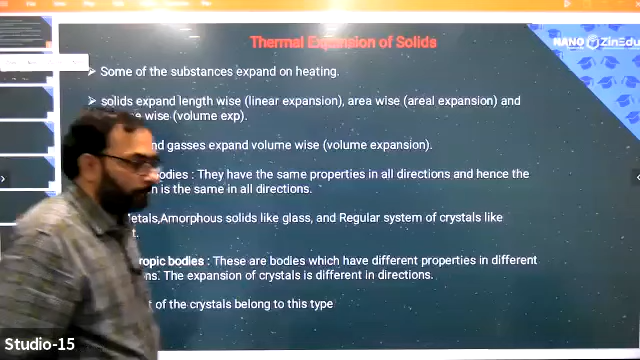 Thermal Expansion of Solids
NANO ZinEdu
➢ Some of the substances expand on heating.
➢ solids expand length wise (linear expansion), area wise (areal expansion) and
wise (volume exp).
gasses expand volume wise (volume expansion).
bodies : They have the same properties in all directions and hence the
is the same in all directions.
Amorphous solids like glass, and Regular system of crystals like
bodies : These are bodies which have different properties in different
The expansion of crystals is different in directions.
of the crystals belong to this type
Studio-15